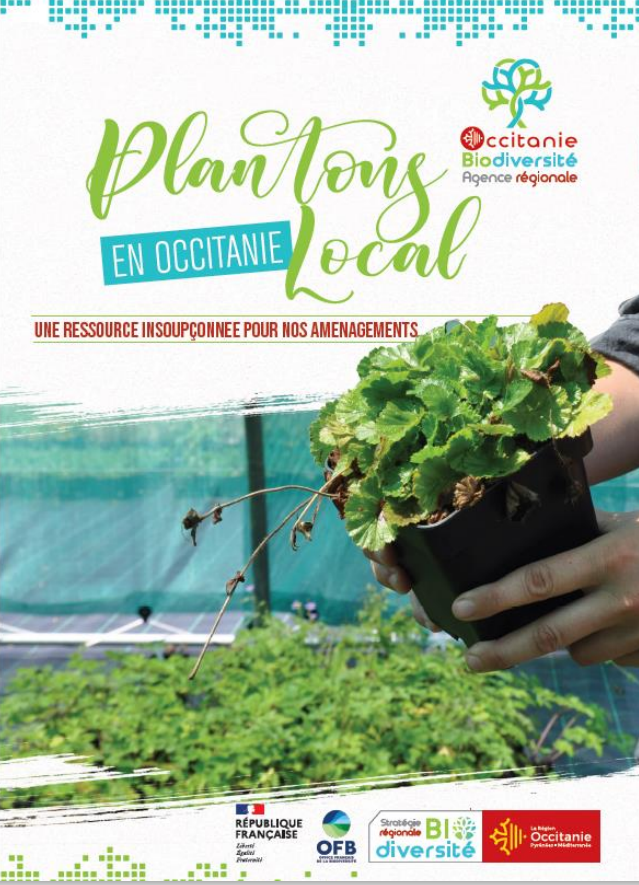 Plantons
Occitanie
Biodiversité
Agence régionale
EN OCCITANIE
Local
UNE RESSOURCE INSOUPÇONNEE POUR NOS AMENAGEMENTS
RÉPUBLIQUE
FRANÇAISE
Liberté
Égalité
Fraternité
OFB
OFFICE FRANÇAIS
DE LA BIODIVERSITÉ
Stratégie
régionale
BIO
diversité
La Région
Occitanie
Pyrénées - Méditerranée